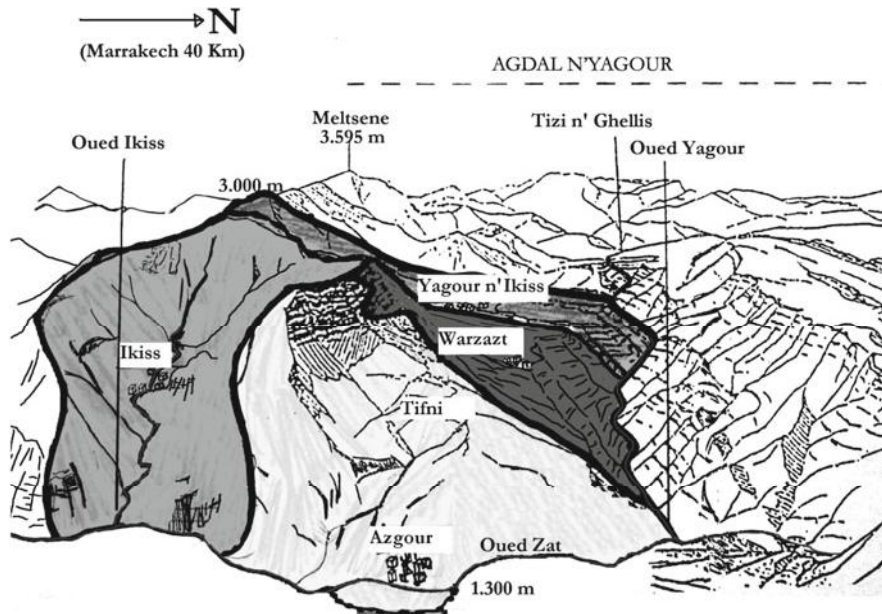 N
(Marrakech 40 Km)
AGDAL N'YAGOUR
Meltsene
3.595 m
Tizi n' Ghellis
Oued Ikiss
Oued Yagour
3.000 m
Yagour n'Ikiss
Warzazt
Ikiss
Tifni
Azgour
Oued Zat
1.300 m